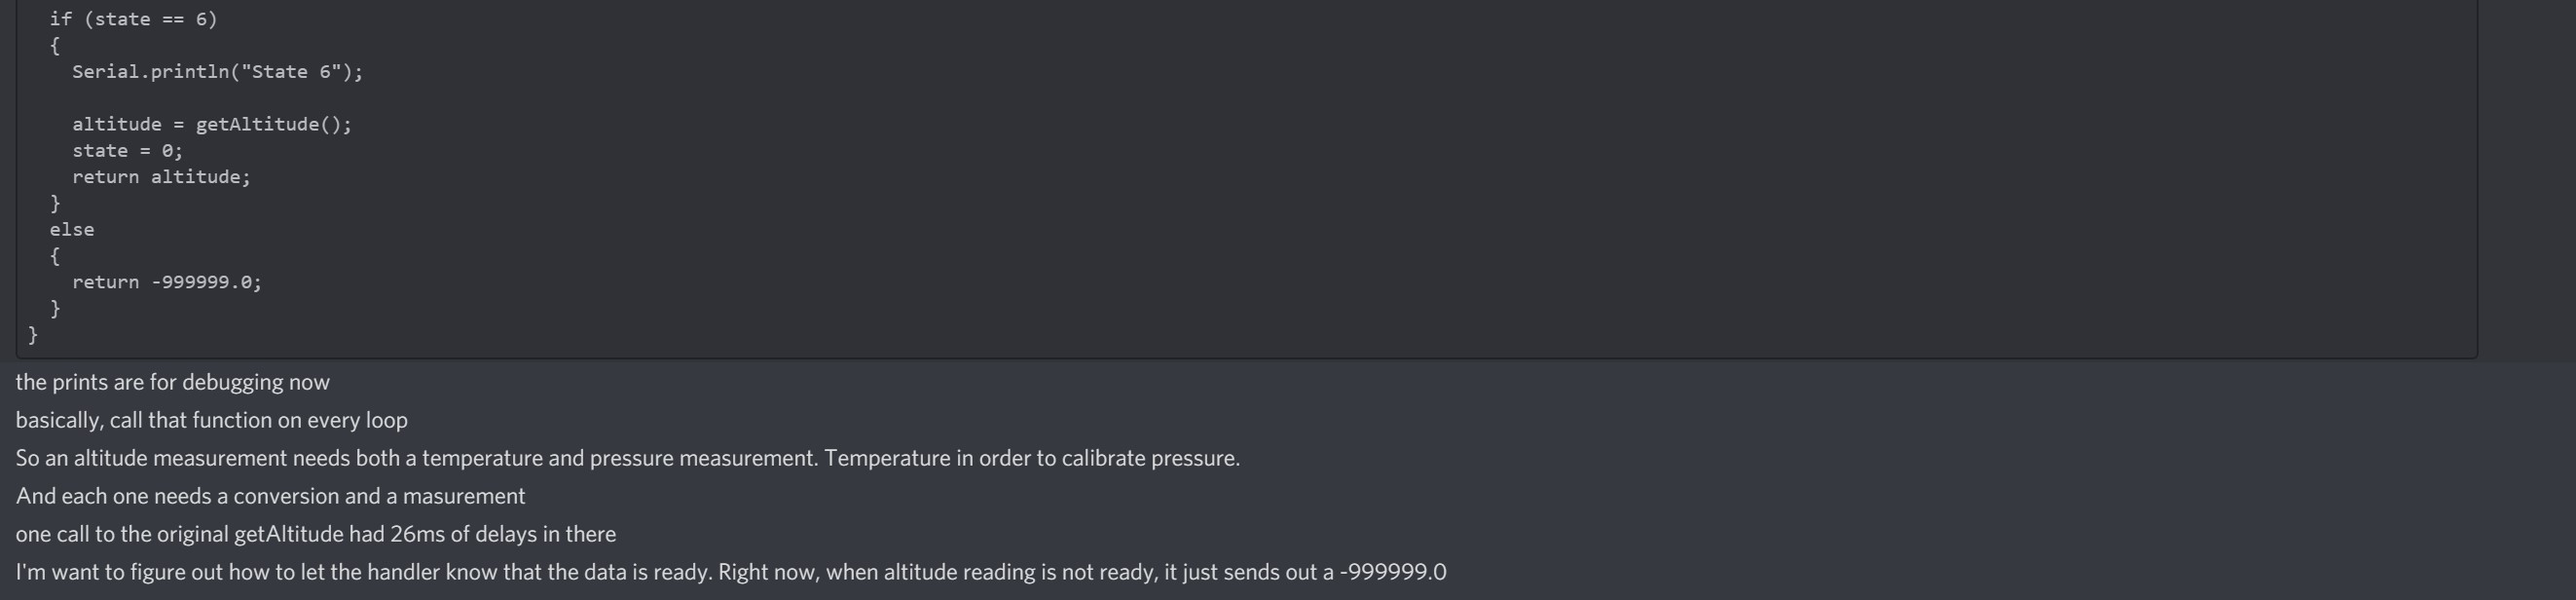 if (state == 6)
{
Serial.println("State 6");
altitude = getAltitude();
state = 0;
return altitude;
}
else
{
return -999999.0;
}
}
the prints are for debugging now
basically, call that function on every loop
So an altitude measurement needs both a temperature and pressure measurement. Temperature in order to calibrate pressure.
And each one needs a conversion and a masurement
one call to the original getAltitude had 26ms of delays in there
I'm want to figure out how to let the handler know that the data is ready. Right now, when altitude reading is not ready, it just sends out a -999999.0